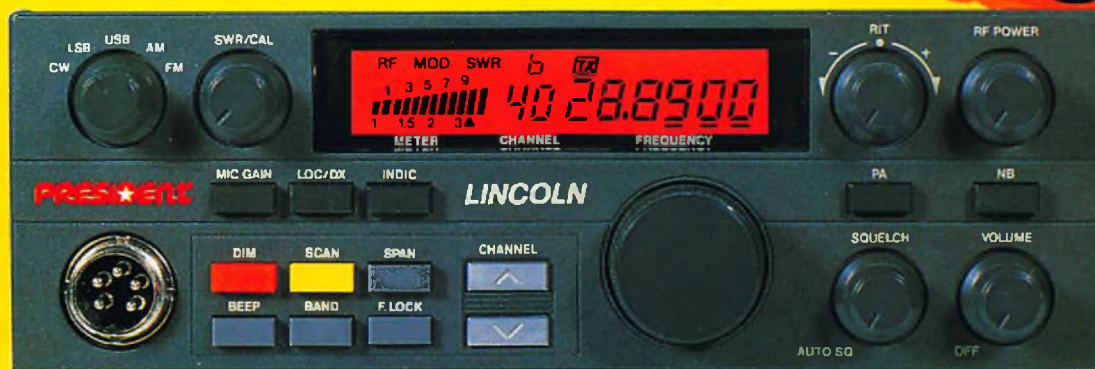 LSB USB AM
CW FM
SWR/CAL
RF MOD SWR b TX
1 3 5 7 9
40 28.8900
1 1.5 2 3▲
METER CHANNEL FREQUENCY
RIT
− +
RF POWER
PRESIDENT
MIC GAIN LOC/DX INDIC
LINCOLN
PA NB
DIM SCAN SPAN
CHANNEL
BEEP BAND F.LOCK
SQUELCH VOLUME
AUTO SQ OFF